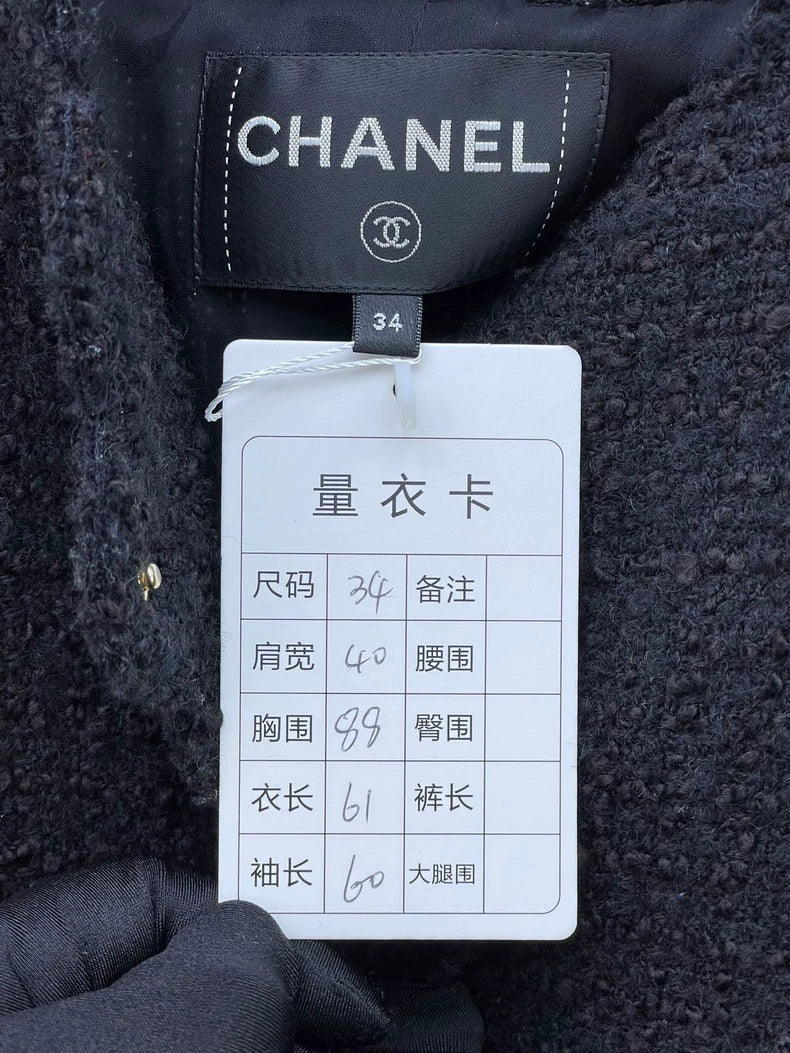 CHANEL
34
量衣卡
尺码 34 备注
肩宽 40 腰围
胸围 88 臀围
衣长 61 裤长
袖长 60 大腿围